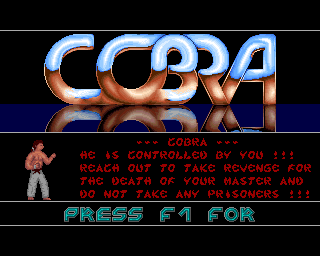 COBRA
--- COBRA ---
HE IS CONTROLLED BY YOU !!!
REACH OUT TO TAKE REVENGE FOR
THE DEATH OF YOUR MASTER AND
DO NOT TAKE ANY PRISONERS !!!
PRESS F1 FOR